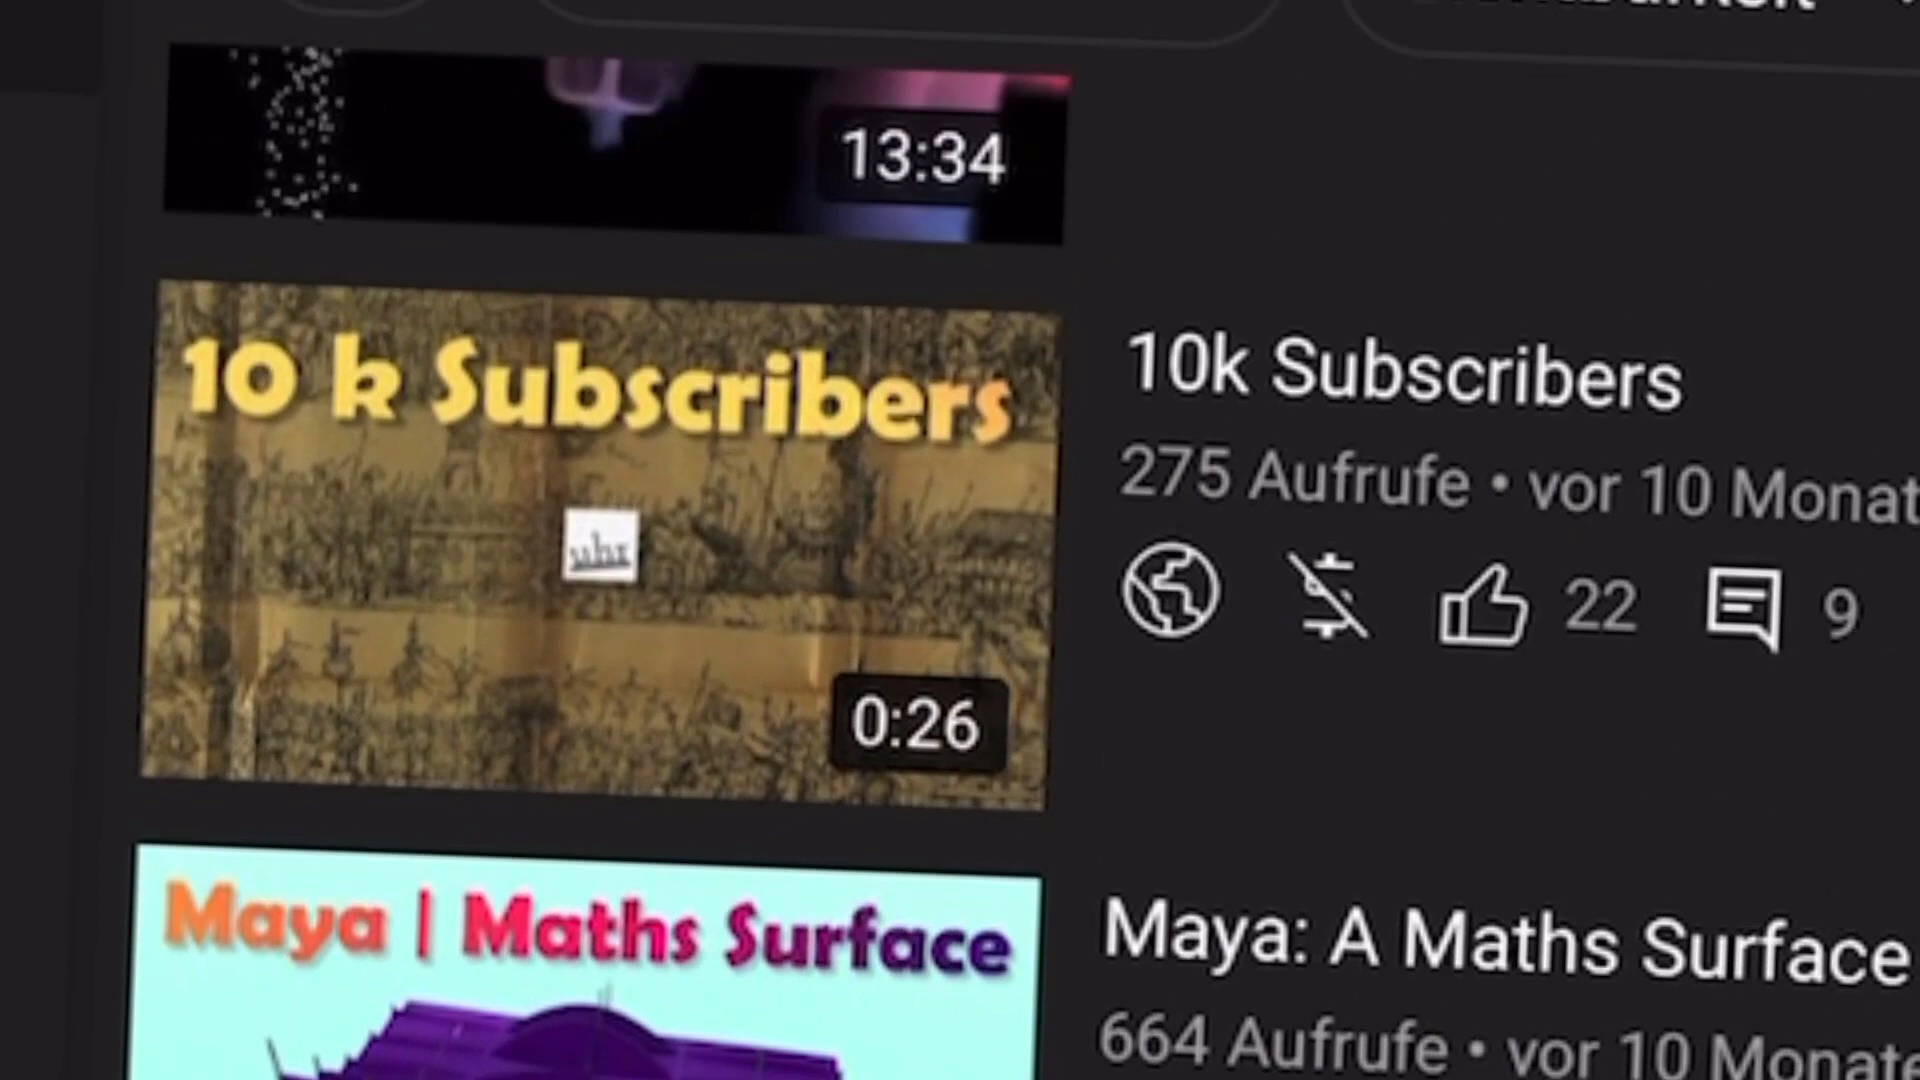 13:34
10 k Subscribers
uhr
0:26
10k Subscribers
275 Aufrufe • vor 10 Monat
22
9
Maya | Maths Surface
Maya: A Maths Surface
664 Aufrufe • vor 10 Monate